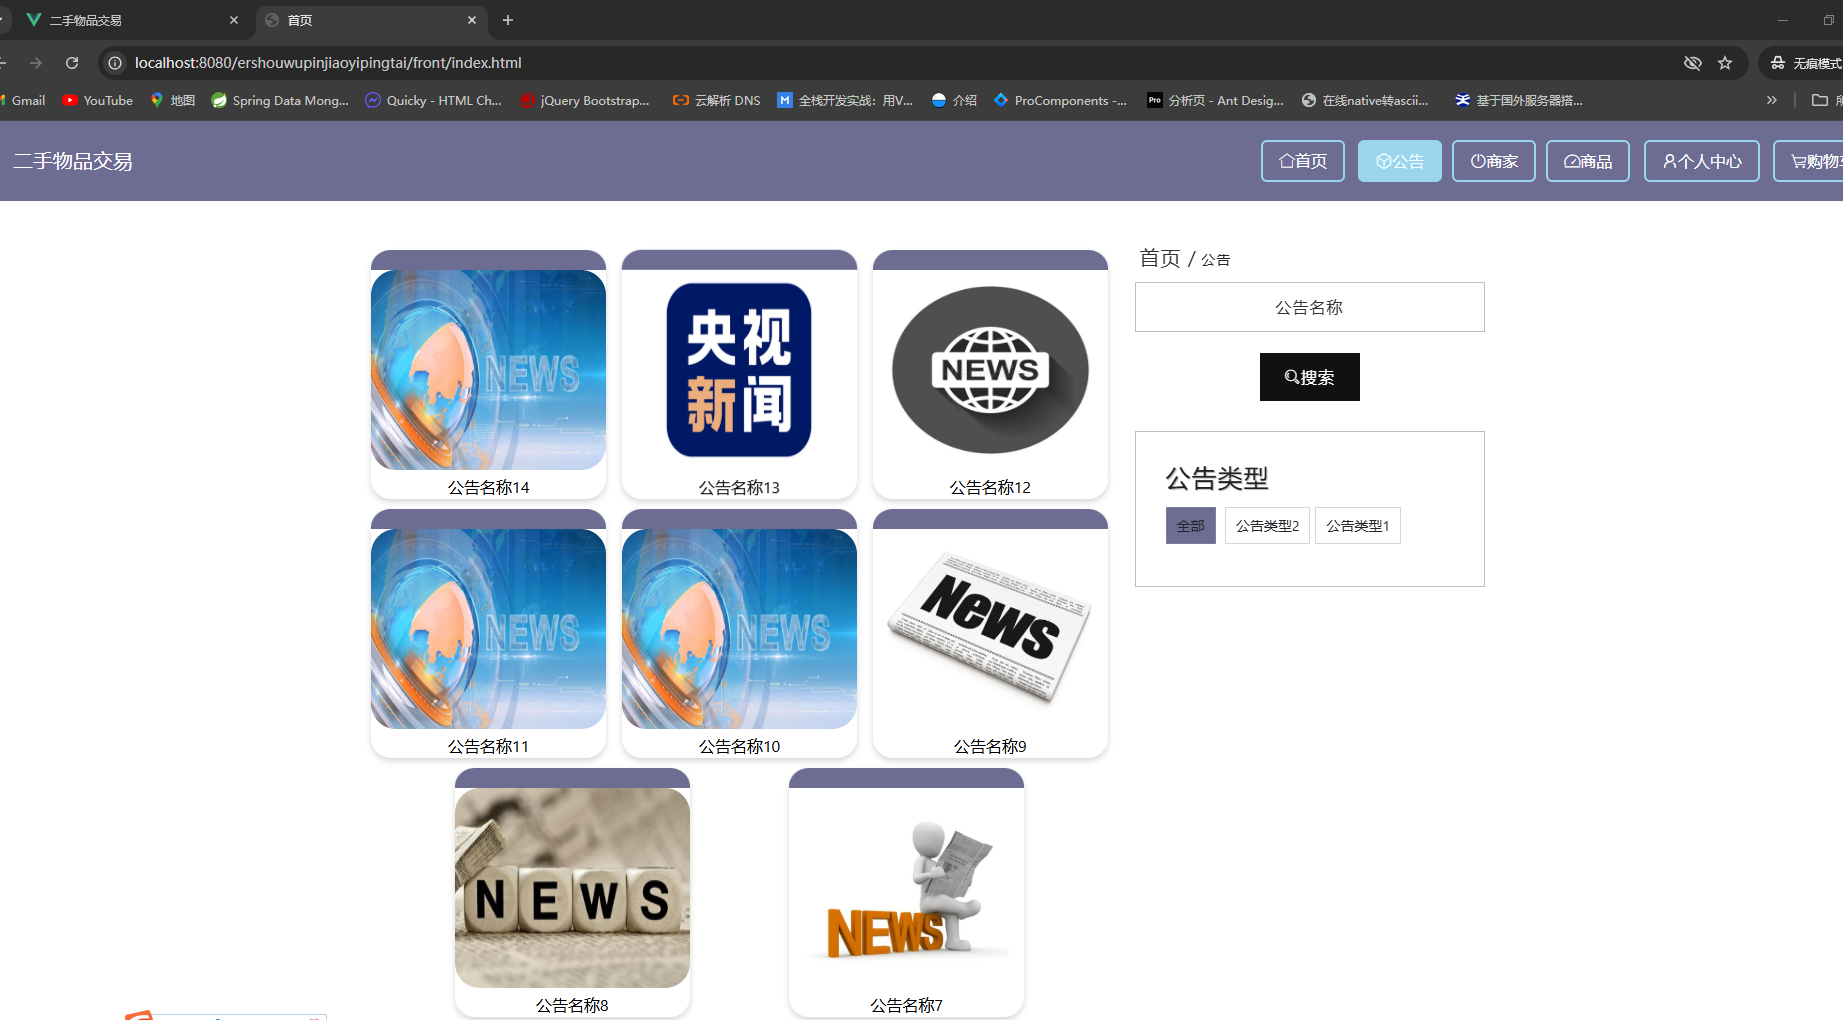 二手物品交易
首页
localhost:8080/ershouwupinjiaoyipingtai/front/index.html
无痕模式
Gmail
YouTube
地图
Spring Data Mong...
Quicky - HTML Ch...
jQuery Bootstrap...
云解析 DNS
全栈开发实战：用V...
介绍
ProComponents -...
Pro
分析页 - Ant Desig...
在线native转ascii...
基于国外服务器搭...
二手物品交易
首页
公告
商家
商品
个人中心
购物
首页 / 公告
公告名称
搜索
公告类型
全部
公告类型2
公告类型1
NEWS
公告名称14
央视
新闻
公告名称13
NEWS
公告名称12
NEWS
公告名称11
NEWS
公告名称10
News
公告名称9
NEWS
公告名称8
NEWS
公告名称7